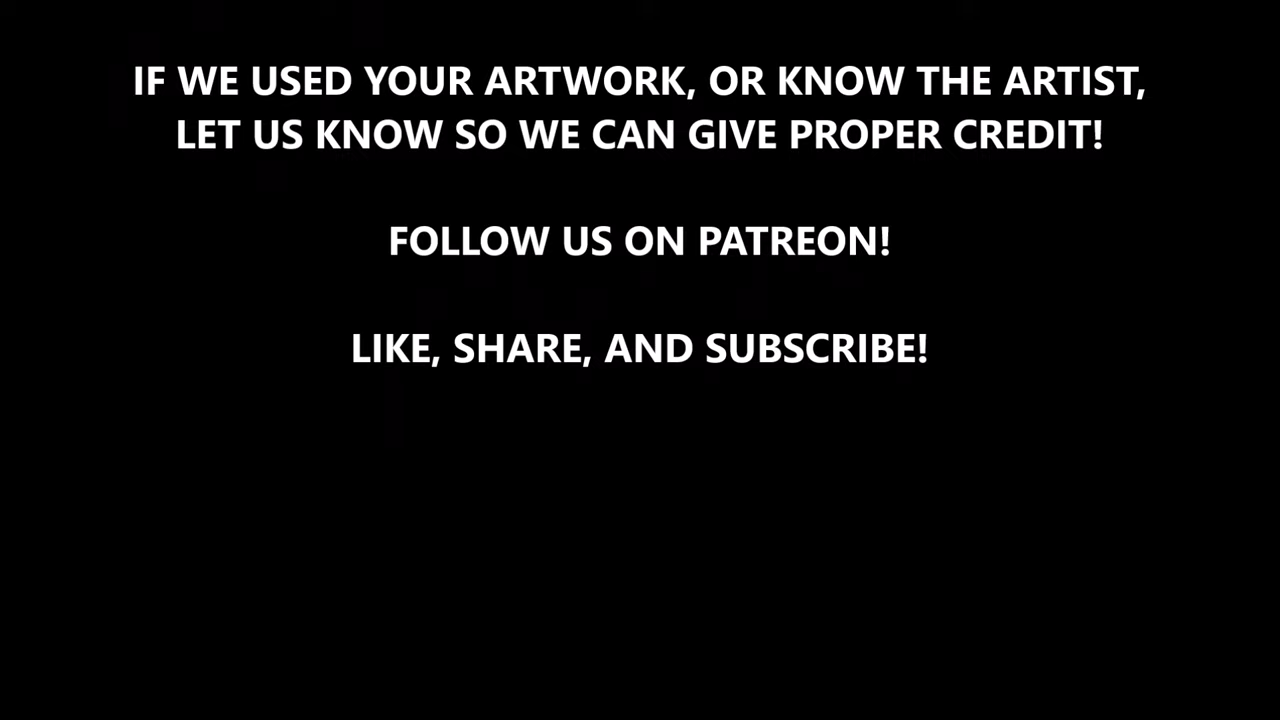 IF WE USED YOUR ARTWORK, OR KNOW THE ARTIST,
LET US KNOW SO WE CAN GIVE PROPER CREDIT!
FOLLOW US ON PATREON!
LIKE, SHARE, AND SUBSCRIBE!